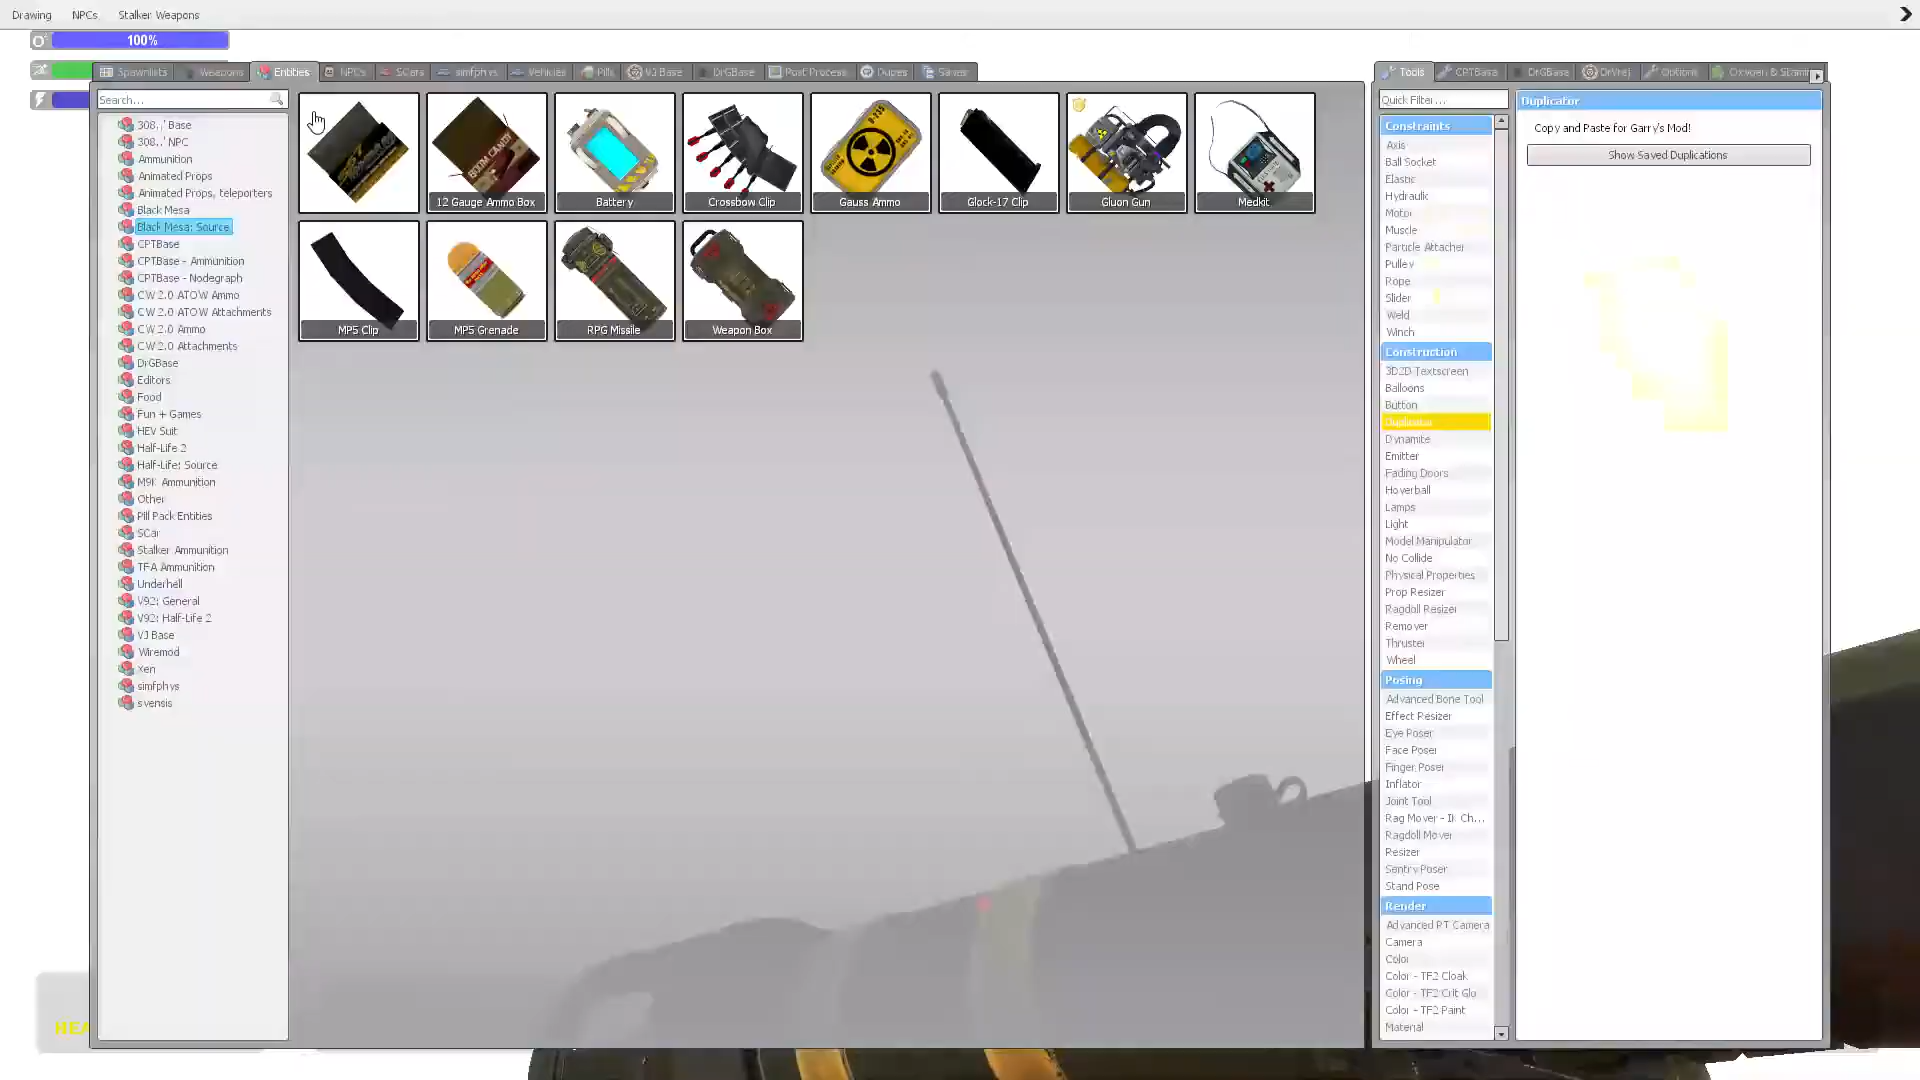 Drawing NPCs Stalker Weapons
100%
Spawnlists Weapons Entities NPCs SCars simfphys Vehicles Pills VJ Base DrGBase Post Process Dupes Saves
Search...
308..' Base
308..' NPC
Ammunition
Animated Props
Animated Props, teleporters
Black Mesa
Black Mesa: Source
CPTBase
CPTBase - Ammunition
CPTBase - Nodegraph
CW 2.0 ATOW Ammo
CW 2.0 ATOW Attachments
CW 2.0 Ammo
CW 2.0 Attachments
DrGBase
Editors
Food
Fun + Games
HEV Suit
Half-Life 2
Half-Life: Source
M9K Ammunition
Other
Pill Pack Entities
SCar
Stalker Ammunition
TFA Ammunition
Underhell
V92: General
V92: Half-Life 2
VJ Base
Wiremod
Xen
simfphys
svensis
12 Gauge Ammo Box Battery Crossbow Clip Gauss Ammo Glock-17 Clip Gluon Gun Medkit
MP5 Clip MP5 Grenade RPG Missile Weapon Box
Tools CPTBase DrGBase DrVrej Options
Quick Filter...
Constraints
Axis
Ball Socket
Elastic
Hydraulic
Motor
Muscle
Particle Attacher
Pulley
Rope
Slider
Weld
Winch
Construction
3D2D Textscreen
Balloons
Button
Duplicator
Dynamite
Emitter
Fading Doors
Hoverball
Lamps
Light
Model Manipulator
No Collide
Physical Properties
Prop Resizer
Ragdoll Resizer
Remover
Thruster
Wheel
Posing
Advanced Bone Tool
Effect Resizer
Eye Poser
Face Poser
Finger Poser
Inflator
Joint Tool
Rag Mover - IK Ch...
Ragdoll Mover
Resizer
Sentry Poser
Stand Pose
Render
Advanced PT Camera
Camera
Color
Color - TF2 Cloak
Color - TF2 Crit Glo
Color - TF2 Paint
Material
Duplicator
Copy and Paste for Garry's Mod!
Show Saved Duplications